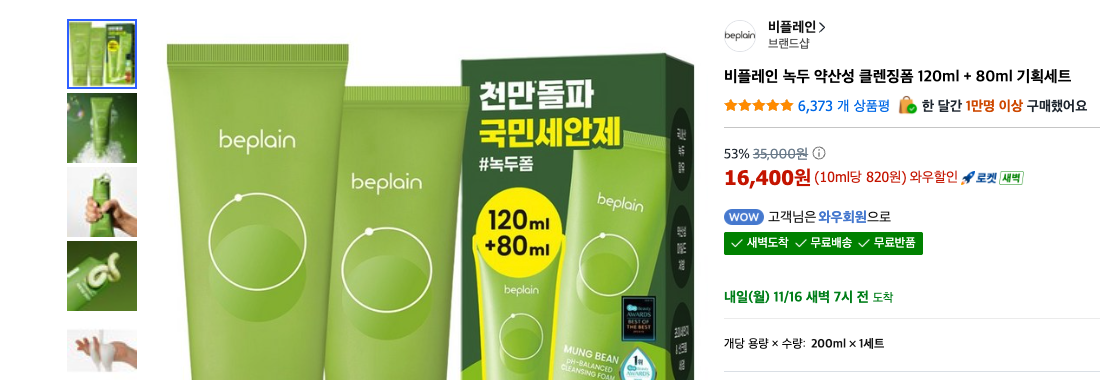 beplain
beplain
천만돌파
국민세안제
#녹두폼
120ml
+80ml
beplain
beplain
AWARDS
BEST OF
THE BEST
MUNG BEAN
PH-BALANCED
CLEANSING FOAM
1위
AWARDS
beplain
비플레인
브랜드샵
비플레인 녹두 약산성 클렌징폼 120ml + 80ml 기획세트
6,373 개 상품평 한 달간 1만명 이상 구매했어요
53% 35,000원
16,400원 (10ml당 820원) 와우할인 로켓 새벽
WOW 고객님은 와우회원으로
새벽도착 무료배송 무료반품
내일(월) 11/16 새벽 7시 전 도착
개당 용량 × 수량: 200ml × 1세트